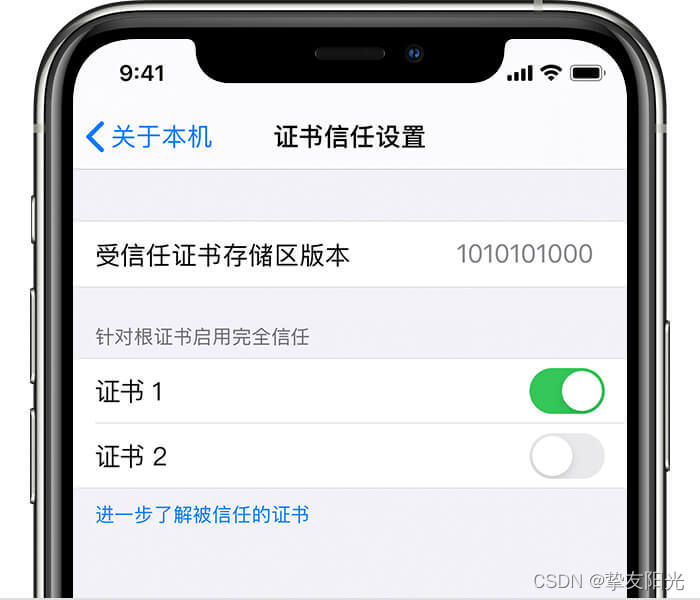 9:41
关于本机 证书信任设置
受信任证书存储区版本 1010101000
针对根证书启用完全信任
证书 1
证书 2
进一步了解被信任的证书
CSDN @挚友阳光